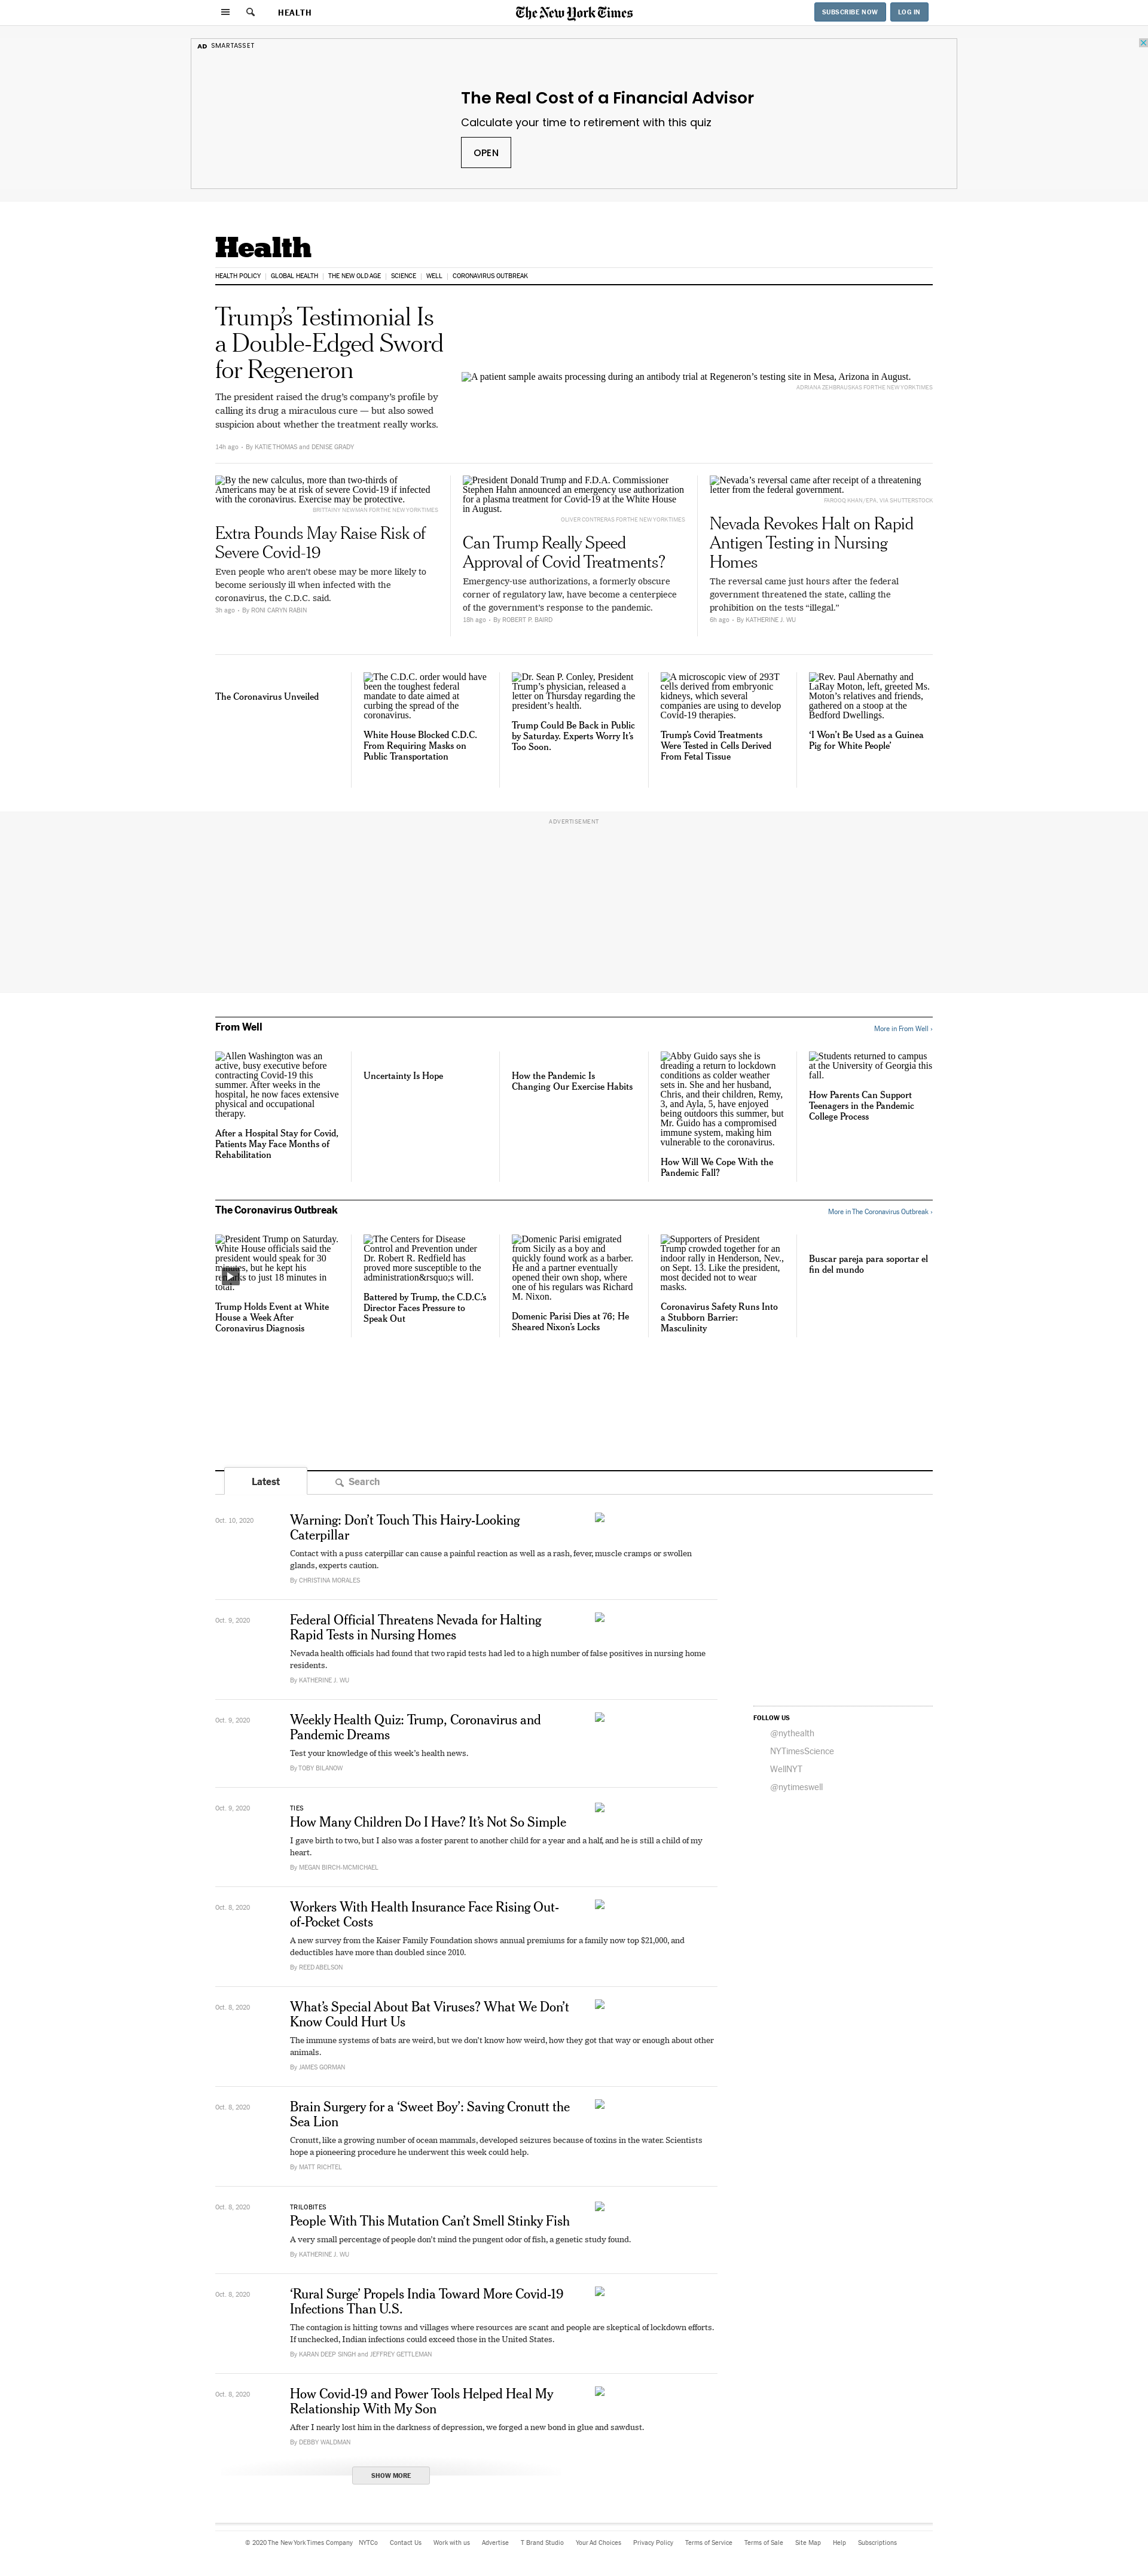 HEALTH
The New York Times
SUBSCRIBE NOW
LOG IN
AD SMARTASSET
The Real Cost of a Financial Advisor
Calculate your time to retirement with this quiz
OPEN
Health
HEALTH POLICY
GLOBAL HEALTH
THE NEW OLD AGE
SCIENCE
WELL
CORONAVIRUS OUTBREAK
Trump’s Testimonial Is
a Double-Edged Sword
for Regeneron
The president raised the drug’s company’s profile by
calling its drug a miraculous cure — but also sowed
suspicion about whether the treatment really works.
14h ago - By KATIE THOMAS and DENISE GRADY
A patient sample awaits processing during an antibody trial at Regeneron’s testing site in Mesa, Arizona in August.
ADRIANA ZEHBRAUSKAS FOR THE NEW YORK TIMES
By the new calculus, more than two-thirds of
Americans may be at risk of severe Covid-19 if infected
with the coronavirus. Exercise may be protective.
BRITTAINY NEWMAN FOR THE NEW YORK TIMES
Extra Pounds May Raise Risk of
Severe Covid-19
Even people who aren’t obese may be more likely to
become seriously ill when infected with the
coronavirus, the C.D.C. said.
3h ago - By RONI CARYN RABIN
President Donald Trump and F.D.A. Commissioner
Stephen Hahn announced an emergency use authorization
for a plasma treatment for Covid-19 at the White House
in August.
OLIVER CONTRERAS FOR THE NEW YORK TIMES
Can Trump Really Speed
Approval of Covid Treatments?
Emergency-use authorizations, a formerly obscure
corner of regulatory law, have become a centerpiece
of the government’s response to the pandemic.
18h ago - By ROBERT P. BAIRD
Nevada’s reversal came after receipt of a threatening
letter from the federal government.
FAROOQ KHAN/EPA, VIA SHUTTERSTOCK
Nevada Revokes Halt on Rapid
Antigen Testing in Nursing
Homes
The reversal came just hours after the federal
government threatened the state, calling the
prohibition on the tests “illegal.”
6h ago - By KATHERINE J. WU
The Coronavirus Unveiled
The C.D.C. order would have
been the toughest federal
mandate to date aimed at
curbing the spread of the
coronavirus.
White House Blocked C.D.C.
From Requiring Masks on
Public Transportation
Dr. Sean P. Conley, President
Trump’s physician, released a
letter on Thursday regarding the
president’s health.
Trump Could Be Back in Public
by Saturday. Experts Worry It’s
Too Soon.
A microscopic view of 293T
cells derived from embryonic
kidneys, which several
companies are using to develop
Covid-19 therapies.
Trump’s Covid Treatments
Were Tested in Cells Derived
From Fetal Tissue
Rev. Paul Abernathy and
LaRay Moton, left, greeted Ms.
Moton’s relatives and friends,
gathered on a stoop at the
Bedford Dwellings.
‘I Won’t Be Used as a Guinea
Pig for White People’
ADVERTISEMENT
From Well
More in From Well ›
Allen Washington was an
active, busy executive before
contracting Covid-19 this
summer. After weeks in the
hospital, he now faces extensive
physical and occupational
therapy.
After a Hospital Stay for Covid,
Patients May Face Months of
Rehabilitation
Uncertainty Is Hope
How the Pandemic Is
Changing Our Exercise Habits
Abby Guido says she is
dreading a return to lockdown
conditions as colder weather
sets in. She and her husband,
Chris, and their children, Remy,
3, and Ayla, 5, have enjoyed
being outdoors this summer, but
Mr. Guido has a compromised
immune system, making him
vulnerable to the coronavirus.
How Will We Cope With the
Pandemic Fall?
Students returned to campus
at the University of Georgia this
fall.
How Parents Can Support
Teenagers in the Pandemic
College Process
The Coronavirus Outbreak
More in The Coronavirus Outbreak ›
President Trump on Saturday.
White House officials said the
president would speak for 30
minutes, but he kept his
to just 18 minutes in
total.
Trump Holds Event at White
House a Week After
Coronavirus Diagnosis
The Centers for Disease
Control and Prevention under
Dr. Robert R. Redfield has
proved more susceptible to the
administration&rsquo;s will.
Battered by Trump, the C.D.C.’s
Director Faces Pressure to
Speak Out
Domenic Parisi emigrated
from Sicily as a boy and
quickly found work as a barber.
He and a partner eventually
opened their own shop, where
one of his regulars was Richard
M. Nixon.
Domenic Parisi Dies at 76; He
Sheared Nixon’s Locks
Supporters of President
Trump crowded together for an
indoor rally in Henderson, Nev.,
on Sept. 13. Like the president,
most decided not to wear
masks.
Coronavirus Safety Runs Into
a Stubborn Barrier:
Masculinity
Buscar pareja para soportar el
fin del mundo
Latest
Search
Oct. 10, 2020
Warning: Don’t Touch This Hairy-Looking
Caterpillar
Contact with a puss caterpillar can cause a painful reaction as well as a rash, fever, muscle cramps or swollen
glands, experts caution.
By CHRISTINA MORALES
Oct. 9, 2020
Federal Official Threatens Nevada for Halting
Rapid Tests in Nursing Homes
Nevada health officials had found that two rapid tests had led to a high number of false positives in nursing home
residents.
By KATHERINE J. WU
Oct. 9, 2020
Weekly Health Quiz: Trump, Coronavirus and
Pandemic Dreams
Test your knowledge of this week’s health news.
By TOBY BILANOW
Oct. 9, 2020
TIES
How Many Children Do I Have? It’s Not So Simple
I gave birth to two, but I also was a foster parent to another child for a year and a half, and he is still a child of my
heart.
By MEGAN BIRCH-MCMICHAEL
Oct. 8, 2020
Workers With Health Insurance Face Rising Out-
of-Pocket Costs
A new survey from the Kaiser Family Foundation shows annual premiums for a family now top $21,000, and
deductibles have more than doubled since 2010.
By REED ABELSON
Oct. 8, 2020
What’s Special About Bat Viruses? What We Don’t
Know Could Hurt Us
The immune systems of bats are weird, but we don’t know how weird, how they got that way or enough about other
animals.
By JAMES GORMAN
Oct. 8, 2020
Brain Surgery for a ‘Sweet Boy’: Saving Cronutt the
Sea Lion
Cronutt, like a growing number of ocean mammals, developed seizures because of toxins in the water. Scientists
hope a pioneering procedure he underwent this week could help.
By MATT RICHTEL
Oct. 8, 2020
TRILOBITES
People With This Mutation Can’t Smell Stinky Fish
A very small percentage of people don’t mind the pungent odor of fish, a genetic study found.
By KATHERINE J. WU
Oct. 8, 2020
‘Rural Surge’ Propels India Toward More Covid-19
Infections Than U.S.
The contagion is hitting towns and villages where resources are scant and people are skeptical of lockdown efforts.
If unchecked, Indian infections could exceed those in the United States.
By KARAN DEEP SINGH and JEFFREY GETTLEMAN
Oct. 8, 2020
How Covid-19 and Power Tools Helped Heal My
Relationship With My Son
After I nearly lost him in the darkness of depression, we forged a new bond in glue and sawdust.
By DEBBY WALDMAN
SHOW MORE
FOLLOW US
@nythealth
NYTimesScience
WellNYT
@nytimeswell
© 2020 The New York Times Company
NYTCo
Contact Us
Work with us
Advertise
T Brand Studio
Your Ad Choices
Privacy Policy
Terms of Service
Terms of Sale
Site Map
Help
Subscriptions